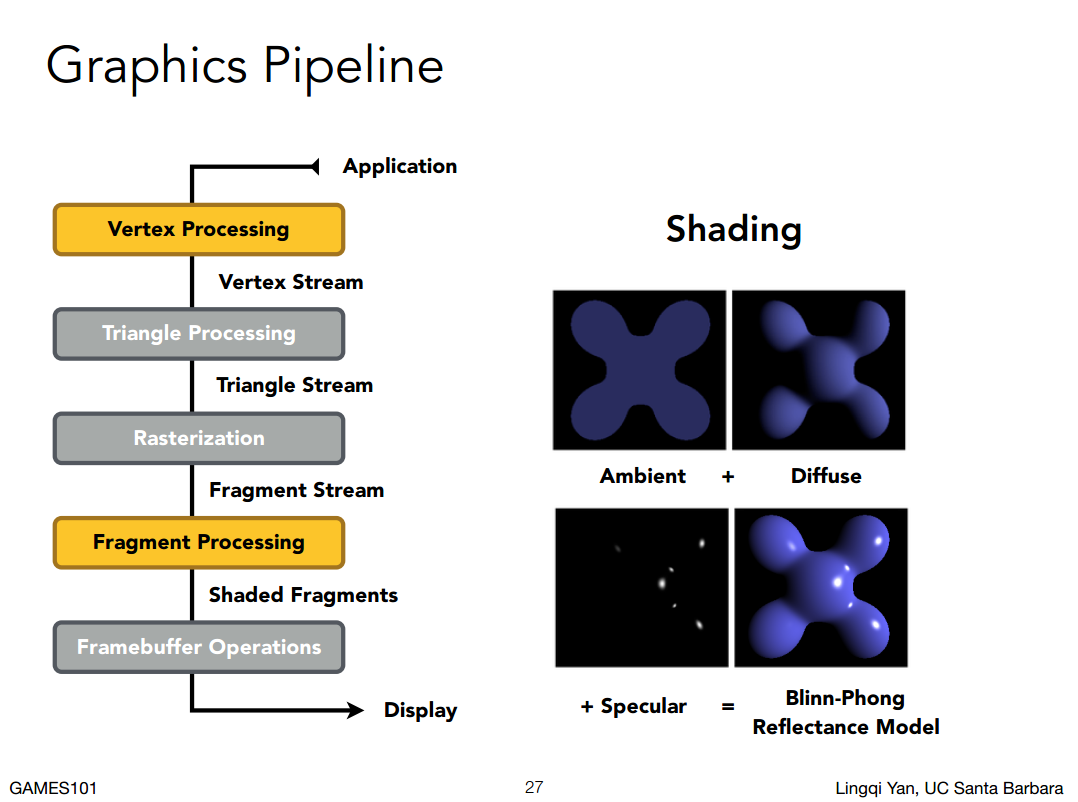 Graphics Pipeline
Application
Vertex Processing
Vertex Stream
Triangle Processing
Triangle Stream
Rasterization
Fragment Stream
Fragment Processing
Shaded Fragments
Framebuffer Operations
Display
Shading
Ambient + Diffuse
+ Specular = Blinn-Phong
Reflectance Model
GAMES101 27 Lingqi Yan, UC Santa Barbara